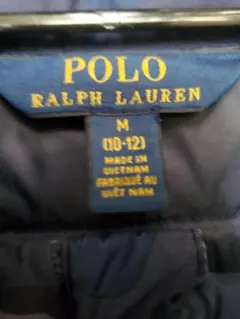 POLO
RALPH LAUREN
M
(10-12)
MADE IN
VIETNAM
FABRIQUÉ AU
VIÊT NAM